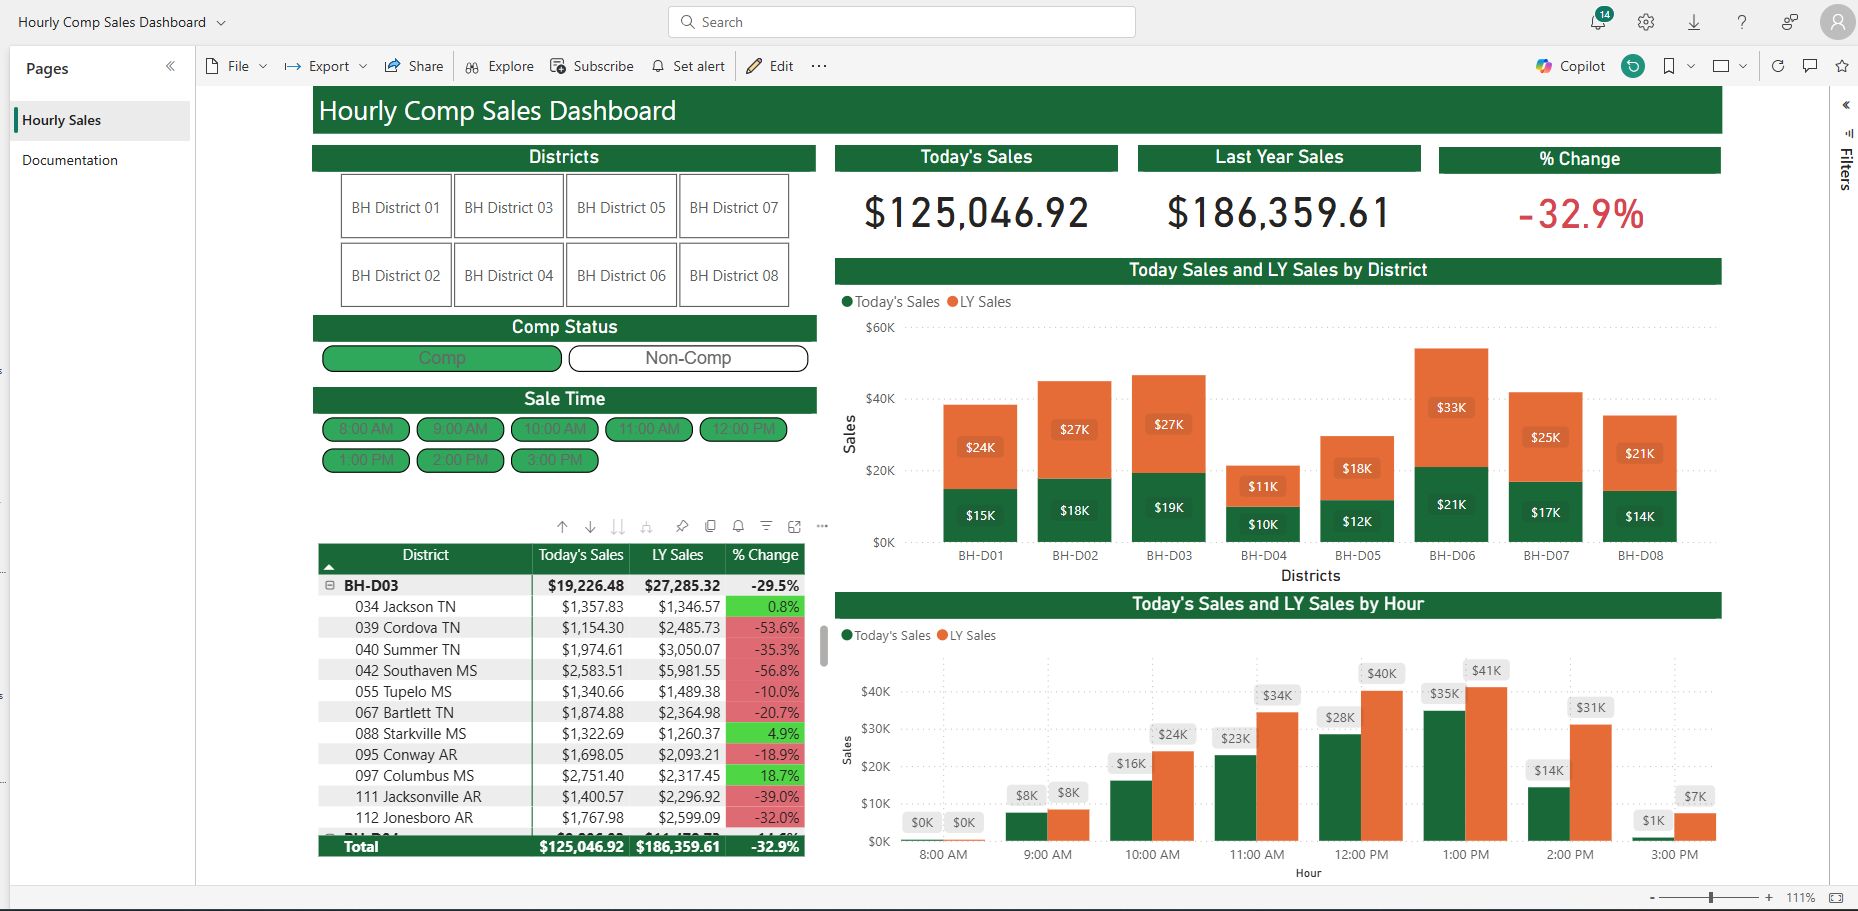 Hourly Comp Sales Dashboard
Search
14
Pages
File
Export
Share
Explore
Subscribe
Set alert
Edit
Copilot
Hourly Sales
Documentation
Filters
Hourly Comp Sales Dashboard
Districts
BH District 01
BH District 03
BH District 05
BH District 07
BH District 02
BH District 04
BH District 06
BH District 08
Comp Status
Comp
Non-Comp
Sale Time
8:00 AM
9:00 AM
10:00 AM
11:00 AM
12:00 PM
1:00 PM
2:00 PM
3:00 PM
Today's Sales
$125,046.92
Last Year Sales
$186,359.61
% Change
-32.9%
District Today's Sales LY Sales % Change
BH-D03 $19,226.48 $27,285.32 -29.5%
034 Jackson TN $1,357.83 $1,346.57 0.8%
039 Cordova TN $1,154.30 $2,485.73 -53.6%
040 Summer TN $1,974.61 $3,050.07 -35.3%
042 Southaven MS $2,583.51 $5,981.55 -56.8%
055 Tupelo MS $1,340.66 $1,489.38 -10.0%
067 Bartlett TN $1,874.88 $2,364.98 -20.7%
088 Starkville MS $1,322.69 $1,260.37 4.9%
095 Conway AR $1,698.05 $2,093.21 -18.9%
097 Columbus MS $2,751.40 $2,317.45 18.7%
111 Jacksonville AR $1,400.57 $2,296.92 -39.0%
112 Jonesboro AR $1,767.98 $2,599.09 -32.0%
Total $125,046.92 $186,359.61 -32.9%
Today Sales and LY Sales by District
Today's Sales LY Sales
Sales
$60K
$40K
$20K
$0K
$24K
$27K
$27K
$11K
$18K
$33K
$25K
$21K
$15K
$18K
$19K
$10K
$12K
$21K
$17K
$14K
BH-D01
BH-D02
BH-D03
BH-D04
BH-D05
BH-D06
BH-D07
BH-D08
Districts
Today's Sales and LY Sales by Hour
Today's Sales LY Sales
Sales
$40K
$30K
$20K
$10K
$0K
$0K
$0K
$8K
$8K
$16K
$24K
$23K
$34K
$28K
$40K
$35K
$41K
$14K
$31K
$1K
$7K
8:00 AM
9:00 AM
10:00 AM
11:00 AM
12:00 PM
1:00 PM
2:00 PM
3:00 PM
Hour
- + 111%